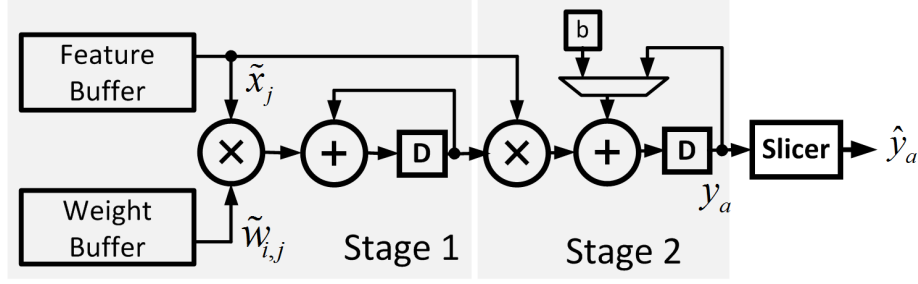 Feature
Buffer
x̃_j
×
+
D
Weight
Buffer
w̃_{i,j}
Stage 1
b
×
+
D
y_a
Slicer
ŷ_a
Stage 2